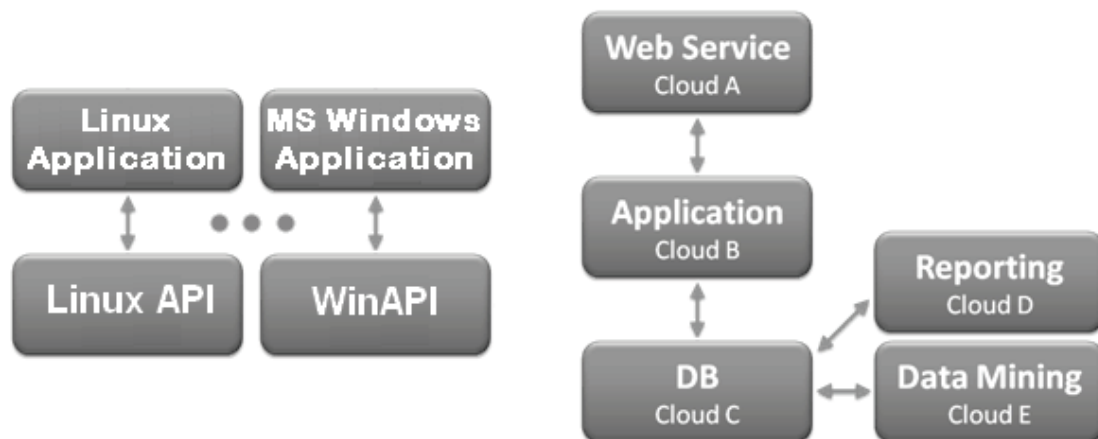 Linux
Application
MS Windows
Application
Linux API
WinAPI
Web Service
Cloud A
Application
Cloud B
DB
Cloud C
Reporting
Cloud D
Data Mining
Cloud E